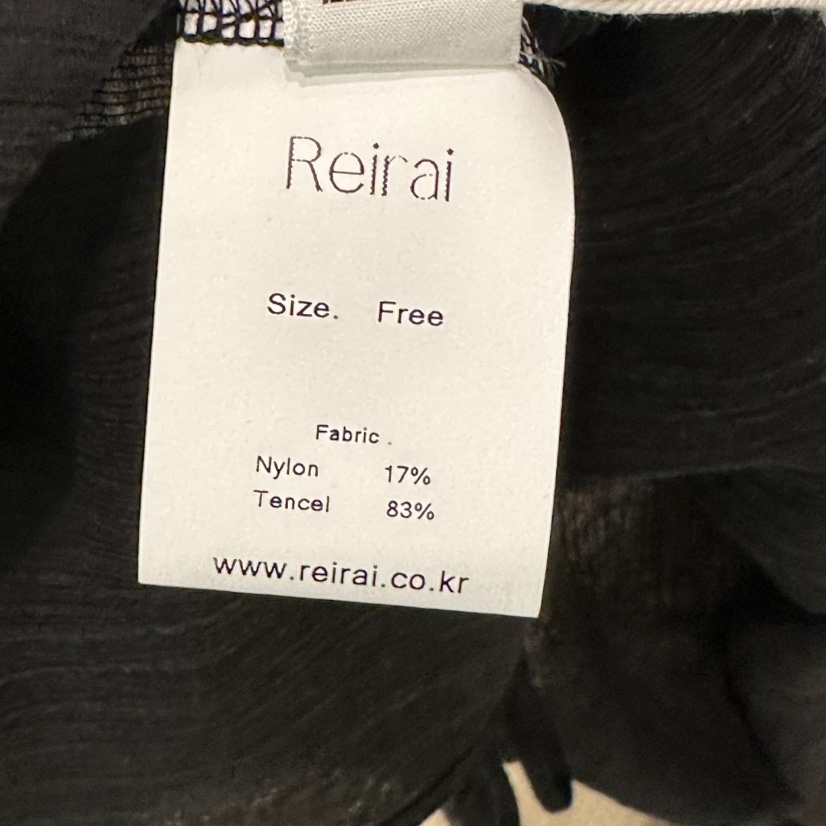 Reirai
Size. Free
Fabric .
Nylon 17%
Tencel 83%
www.reirai.co.kr